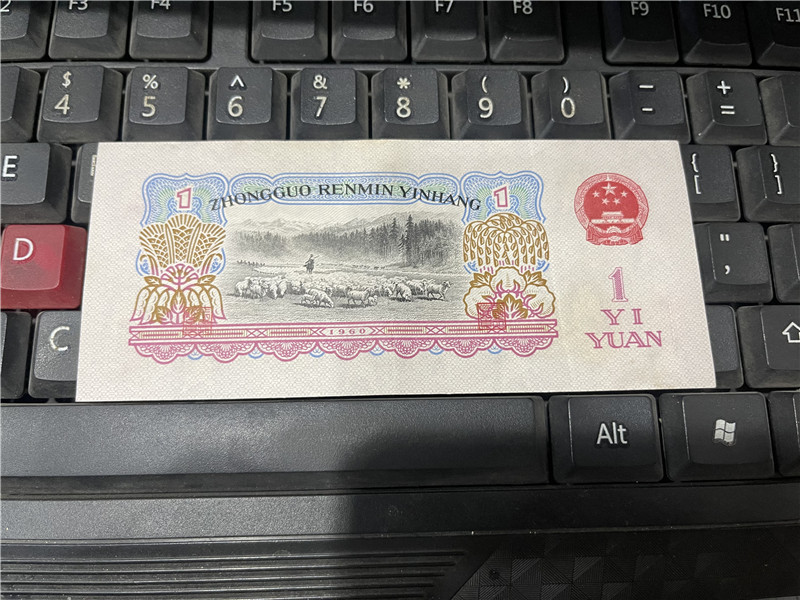 F3 F4 F5 F6 F7 F8 F9 F10 F11
$ % ^ & * ( ) − +
4 5 6 7 8 9 0 - =
E { }
[ ]
1 ZHONGGUO RENMIN YINHANG 1
D "
,
1
YI
YUAN
1960
C
Alt